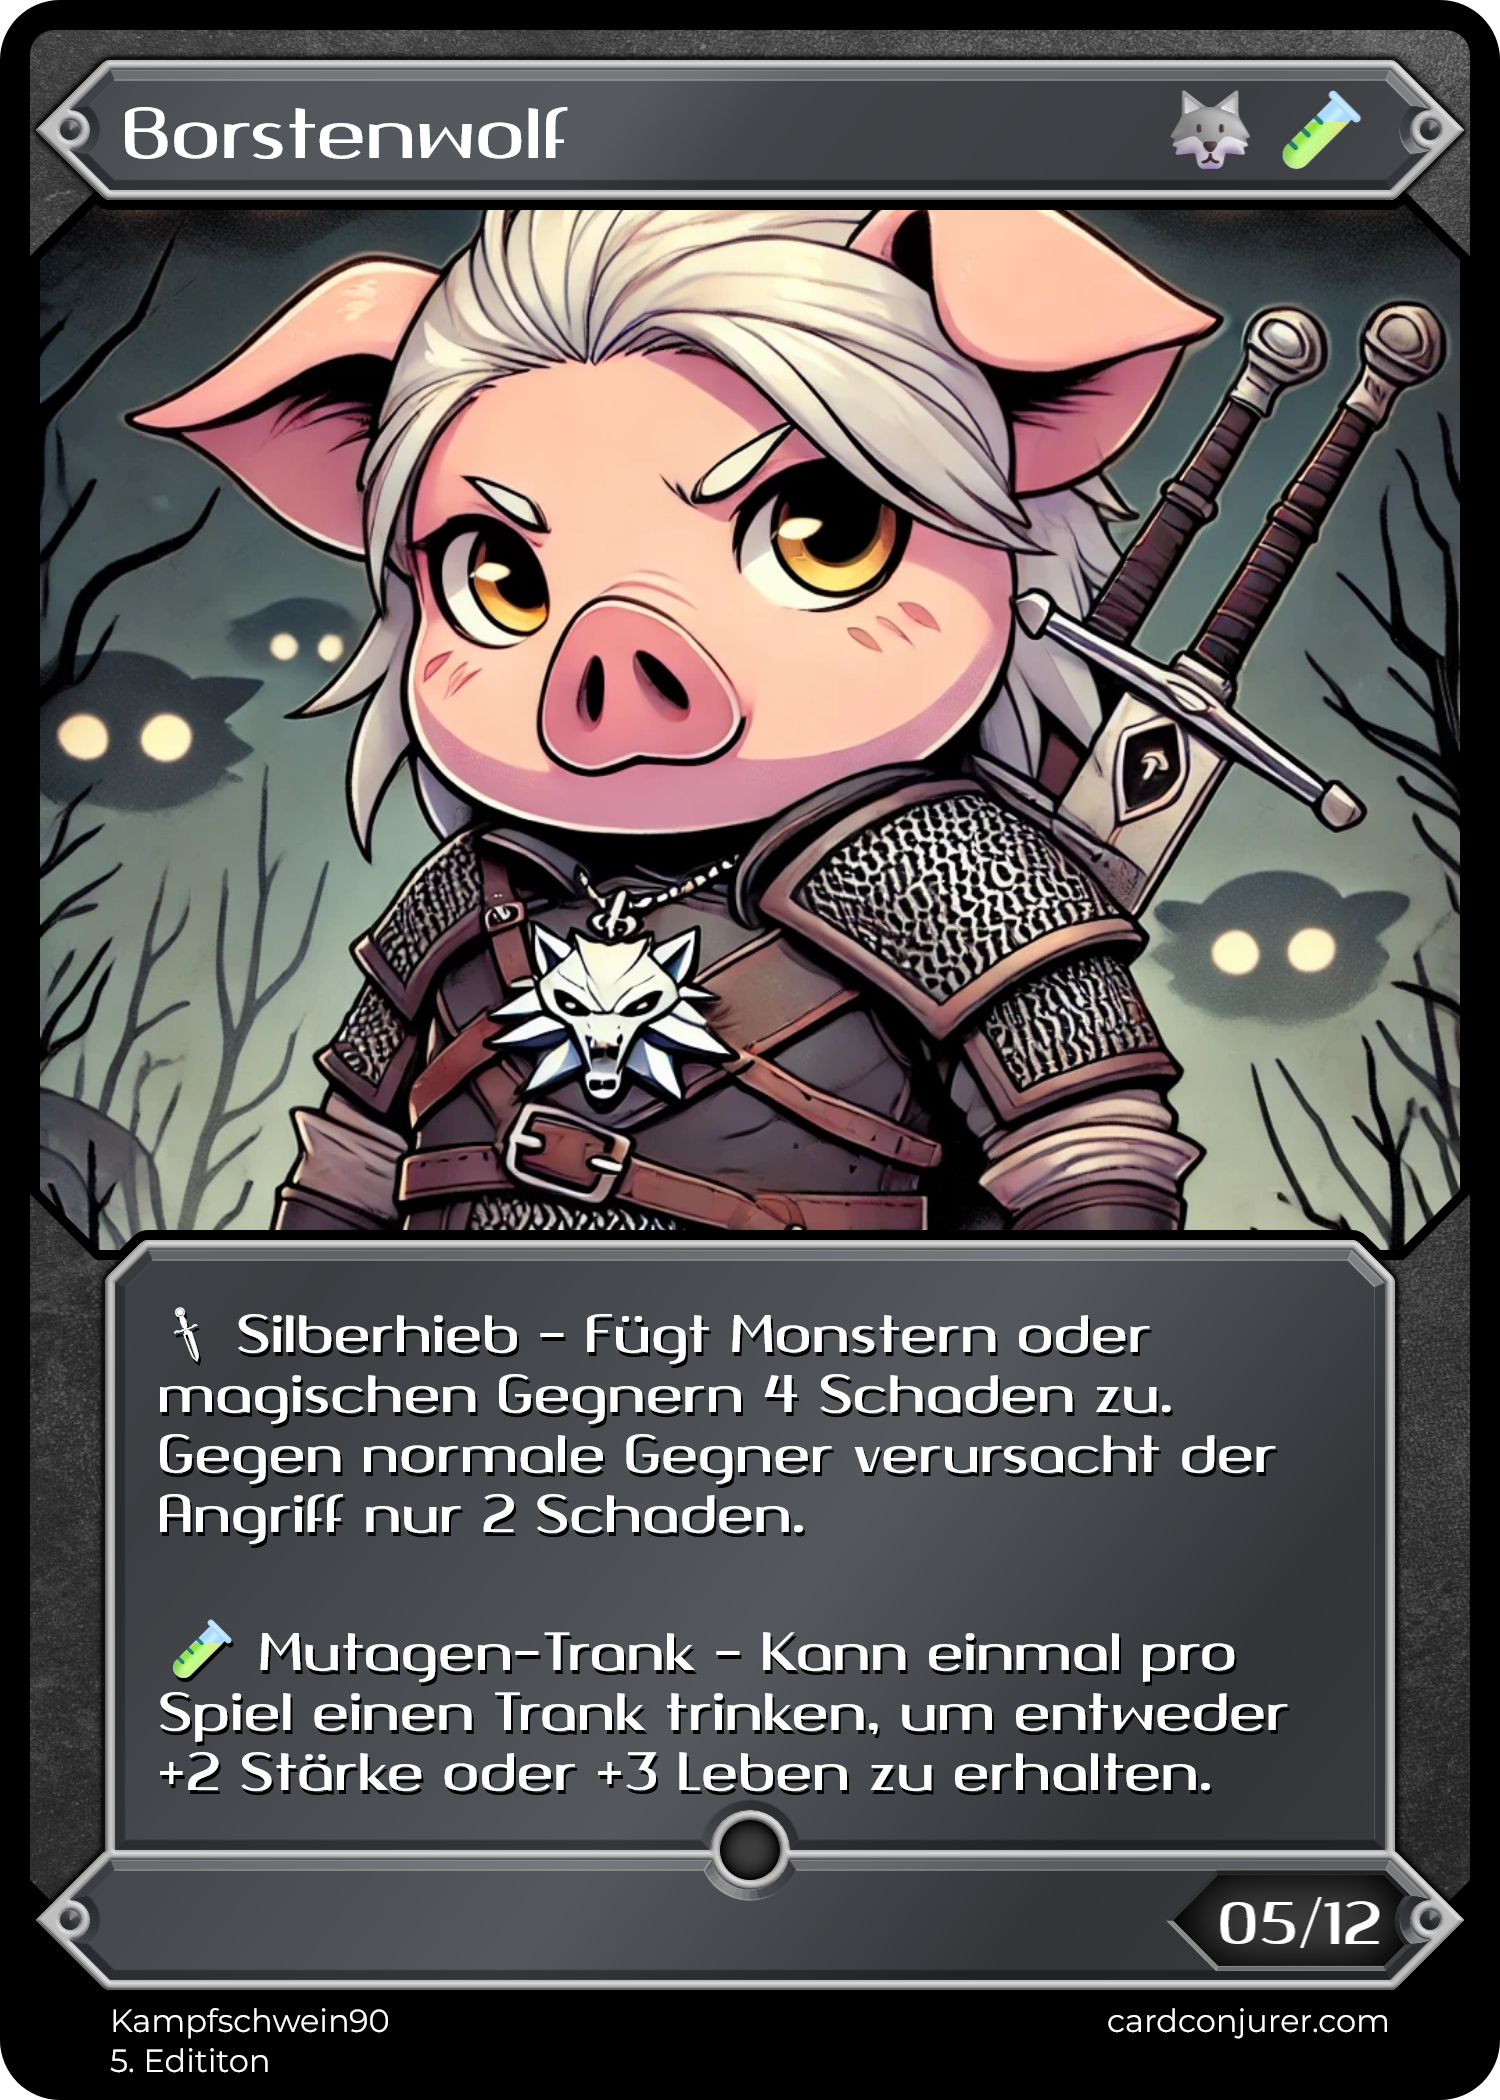 Borstenwolf
Silberhieb - Fügt Monstern oder
magischen Gegnern 4 Schaden zu.
Gegen normale Gegner verursacht der
Angriff nur 2 Schaden.
Mutagen-Trank - Kann einmal pro
Spiel einen Trank trinken, um entweder
+2 Stärke oder +3 Leben zu erhalten.
05/12
Kampfschwein90
cardconjurer.com
5. Edititon